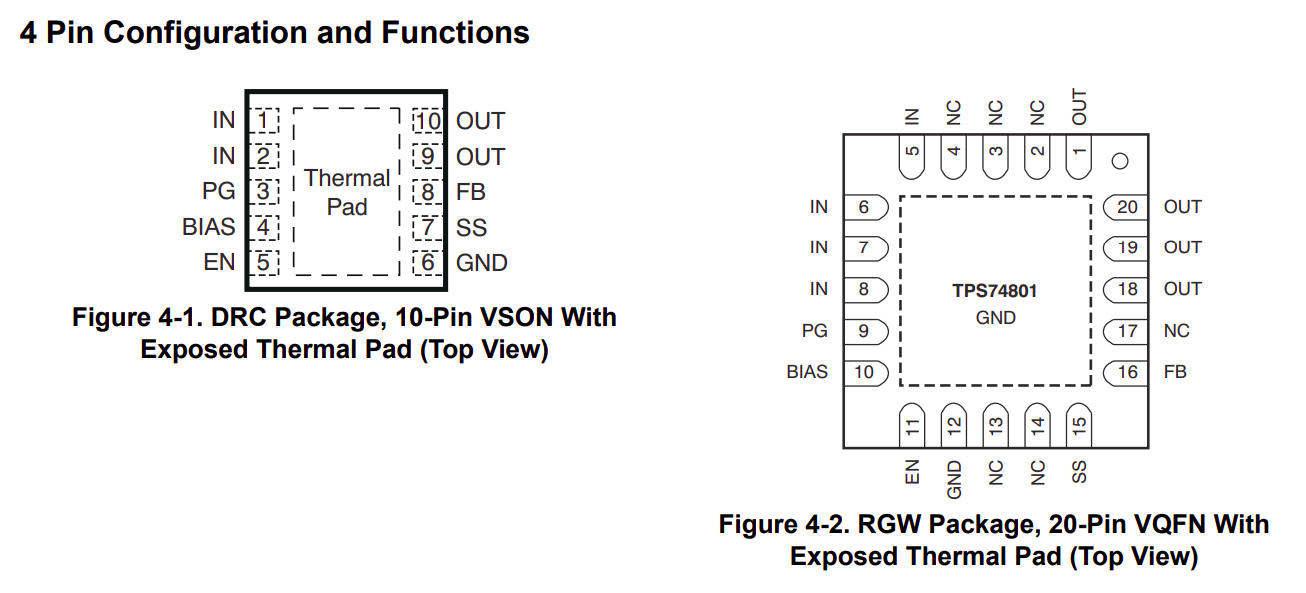 4 Pin Configuration and Functions
IN 1 10 OUT
IN 2 9 OUT
PG 3 8 FB
BIAS 4 7 SS
EN 5 6 GND
Thermal
Pad
Figure 4-1. DRC Package, 10-Pin VSON With
Exposed Thermal Pad (Top View)
IN NC NC NC OUT
5 4 3 2 1
IN 6 20 OUT
IN 7 19 OUT
IN 8 18 OUT
PG 9 17 NC
BIAS 10 16 FB
TPS74801
GND
11 12 13 14 15
EN GND NC NC SS
Figure 4-2. RGW Package, 20-Pin VQFN With
Exposed Thermal Pad (Top View)